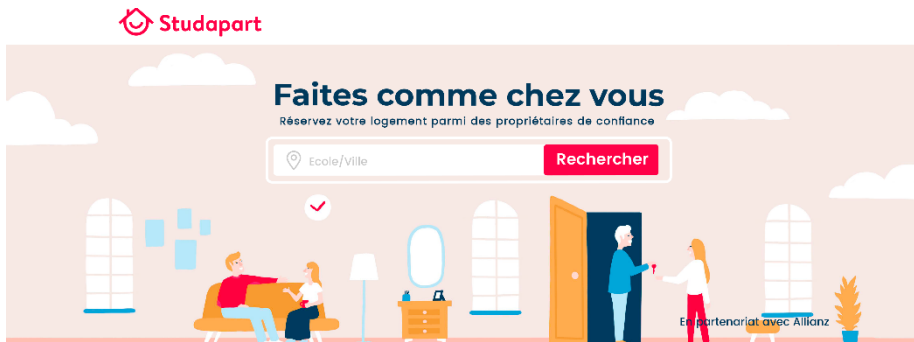 Studapart
Faites comme chez vous
Réservez votre logement parmi des propriétaires de confiance
Ecole/Ville
Rechercher
En partenariat avec Allianz